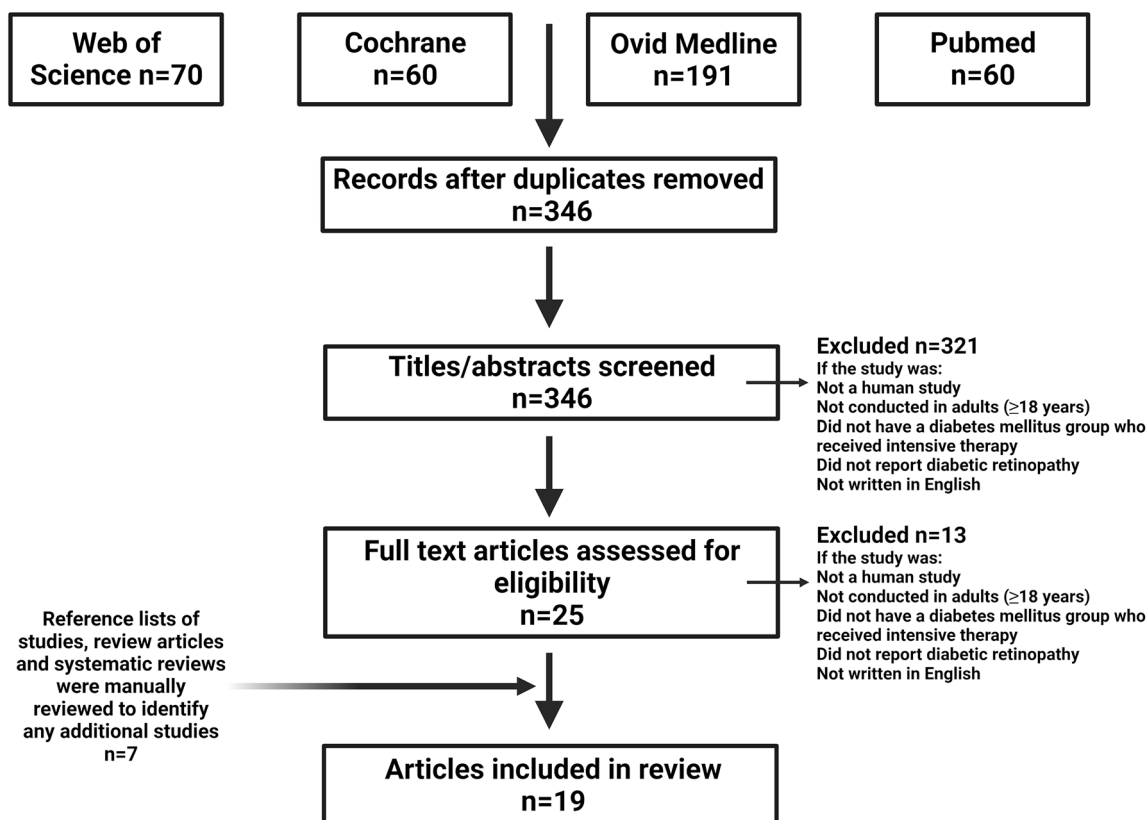 Web of
Science n=70
Cochrane
n=60
Ovid Medline
n=191
Pubmed
n=60
Records after duplicates removed
n=346
Titles/abstracts screened
n=346
Excluded n=321
If the study was:
Not a human study
Not conducted in adults (≥18 years)
Did not have a diabetes mellitus group who
received intensive therapy
Did not report diabetic retinopathy
Not written in English
Full text articles assessed for
eligibility
n=25
Excluded n=13
If the study was:
Not a human study
Not conducted in adults (≥18 years)
Did not have a diabetes mellitus group who
received intensive therapy
Did not report diabetic retinopathy
Not written in English
Reference lists of
studies, review articles
and systematic reviews
were manually
reviewed to identify
any additional studies
n=7
Articles included in review
n=19